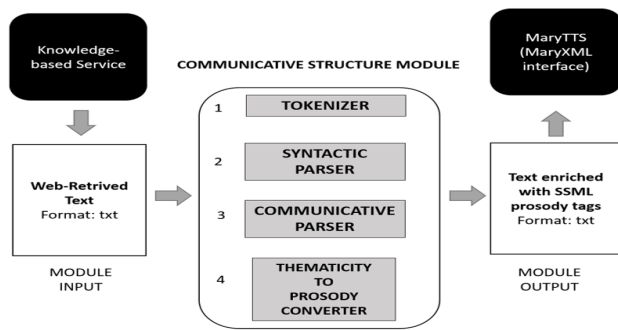 Knowledge-
based Service
MaryTTS
(MaryXML
interface)
COMMUNICATIVE STRUCTURE MODULE
Web-Retrived
Text
Format: txt
MODULE
INPUT
1
TOKENIZER
2
SYNTACTIC
PARSER
3
COMMUNICATIVE
PARSER
4
THEMATICITY
TO
PROSODY
CONVERTER
Text enriched
with SSML
prosody tags
Format: txt
MODULE
OUTPUT